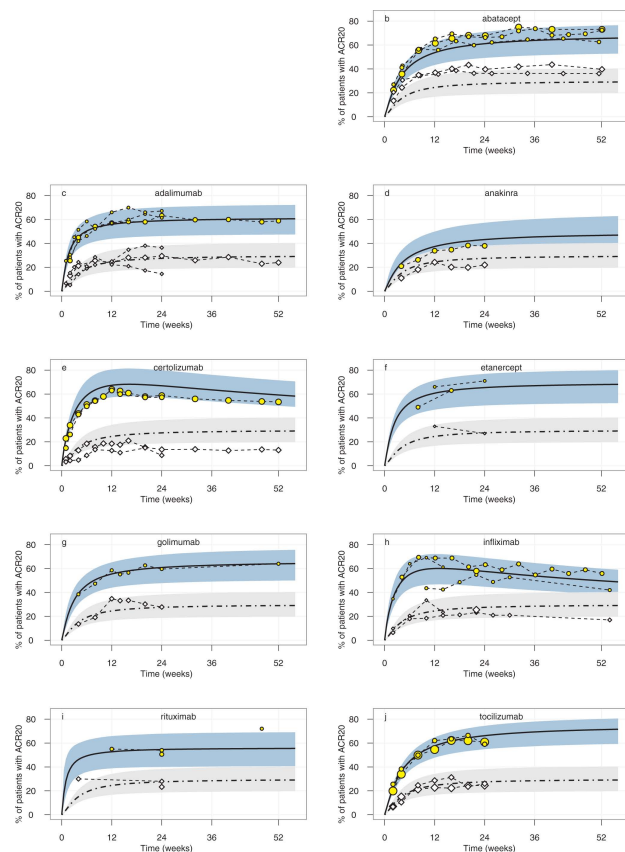 b
abatacept
% of patients with ACR20
80
60
40
20
0
0 12 24 36 48
52
Time (weeks)
c
adalimumab
% of patients with ACR20
80
60
40
20
0
0 12 24 36 52
Time (weeks)
d
anakinra
% of patients with ACR20
80
60
40
20
0
0 12 24 36 52
Time (weeks)
e
certolizumab
% of patients with ACR20
80
60
40
20
0
0 12 24 36 52
Time (weeks)
f
etanercept
% of patients with ACR20
80
60
40
20
0
0 12 24 36 52
Time (weeks)
g
golimumab
% of patients with ACR20
80
60
40
20
0
0 12 24 36 52
Time (weeks)
h
infliximab
% of patients with ACR20
80
60
40
20
0
0 12 24 36 52
Time (weeks)
i
rituximab
% of patients with ACR20
80
60
40
20
0
0 12 24 36 52
Time (weeks)
j
tocilizumab
% of patients with ACR20
80
60
40
20
0
0 12 24 36 52
Time (weeks)